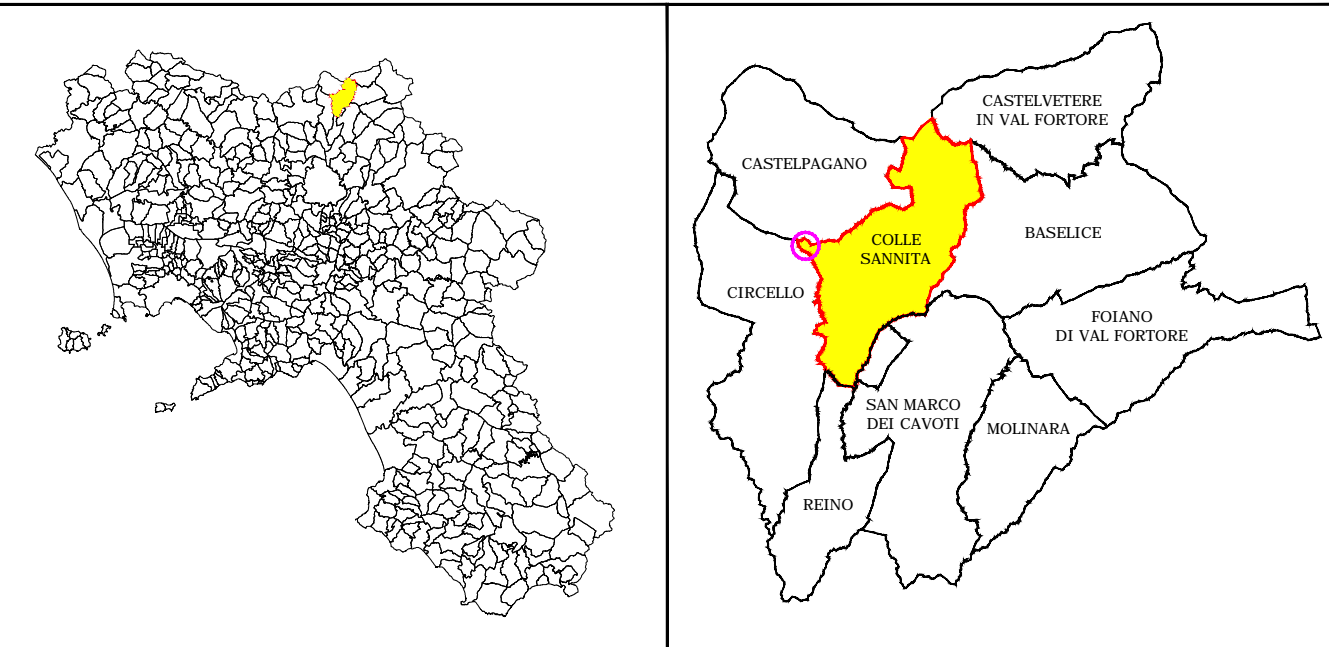 CASTELVETERE
IN VAL FORTORE
CASTELPAGANO
COLLE
SANNITA
BASELICE
CIRCELLO
FOIANO
DI VAL FORTORE
SAN MARCO
DEI CAVOTI
MOLINARA
REINO